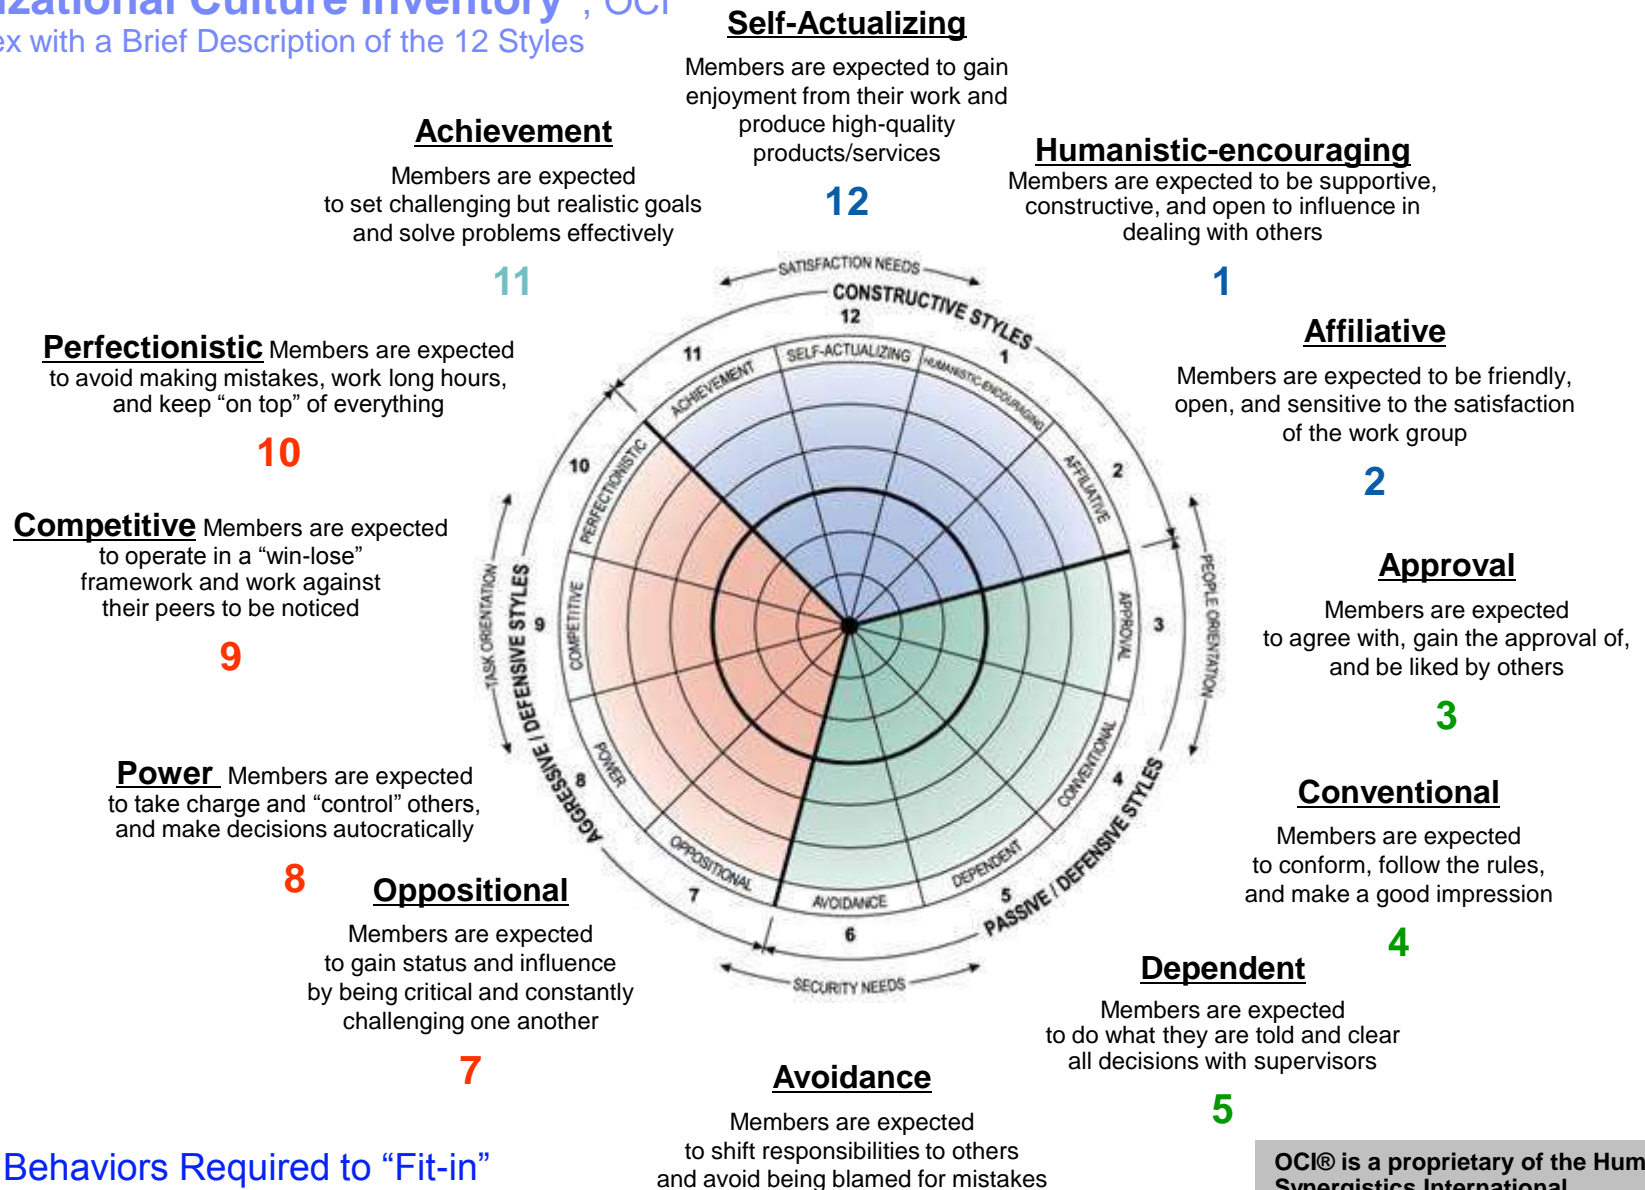 izational Culture Inventory , OCI
ex with a Brief Description of the 12 Styles
Self-Actualizing
Members are expected to gain
enjoyment from their work and
produce high-quality
products/services
12
Achievement
Members are expected
to set challenging but realistic goals
and solve problems effectively
11
Humanistic-encouraging
Members are expected to be supportive,
constructive, and open to influence in
dealing with others
1
Perfectionistic Members are expected
to avoid making mistakes, work long hours,
and keep “on top” of everything
10
Affiliative
Members are expected to be friendly,
open, and sensitive to the satisfaction
of the work group
2
Competitive Members are expected
to operate in a “win-lose”
framework and work against
their peers to be noticed
9
Approval
Members are expected
to agree with, gain the approval of,
and be liked by others
3
Power Members are expected
to take charge and “control” others,
and make decisions autocratically
8
Conventional
Members are expected
to conform, follow the rules,
and make a good impression
4
Oppositional
Members are expected
to gain status and influence
by being critical and constantly
challenging one another
7
Dependent
Members are expected
to do what they are told and clear
all decisions with supervisors
5
Avoidance
Members are expected
to shift responsibilities to others
and avoid being blamed for mistakes
SATISFACTION NEEDS
CONSTRUCTIVE STYLES
12
SELF-ACTUALIZING
1
HUMANISTIC-ENCOURAGING
2
AFFILIATIVE
PEOPLE ORIENTATION
3
APPROVAL
4
CONVENTIONAL
PASSIVE / DEFENSIVE STYLES
5
DEPENDENT
6
AVOIDANCE
SECURITY NEEDS
7
OPPOSITIONAL
8
POWER
AGGRESSIVE / DEFENSIVE STYLES
TASK ORIENTATION
9
COMPETITIVE
10
PERFECTIONISTIC
11
ACHIEVEMENT
Behaviors Required to “Fit-in”
OCI® is a proprietary of the Hum
Synergistics International